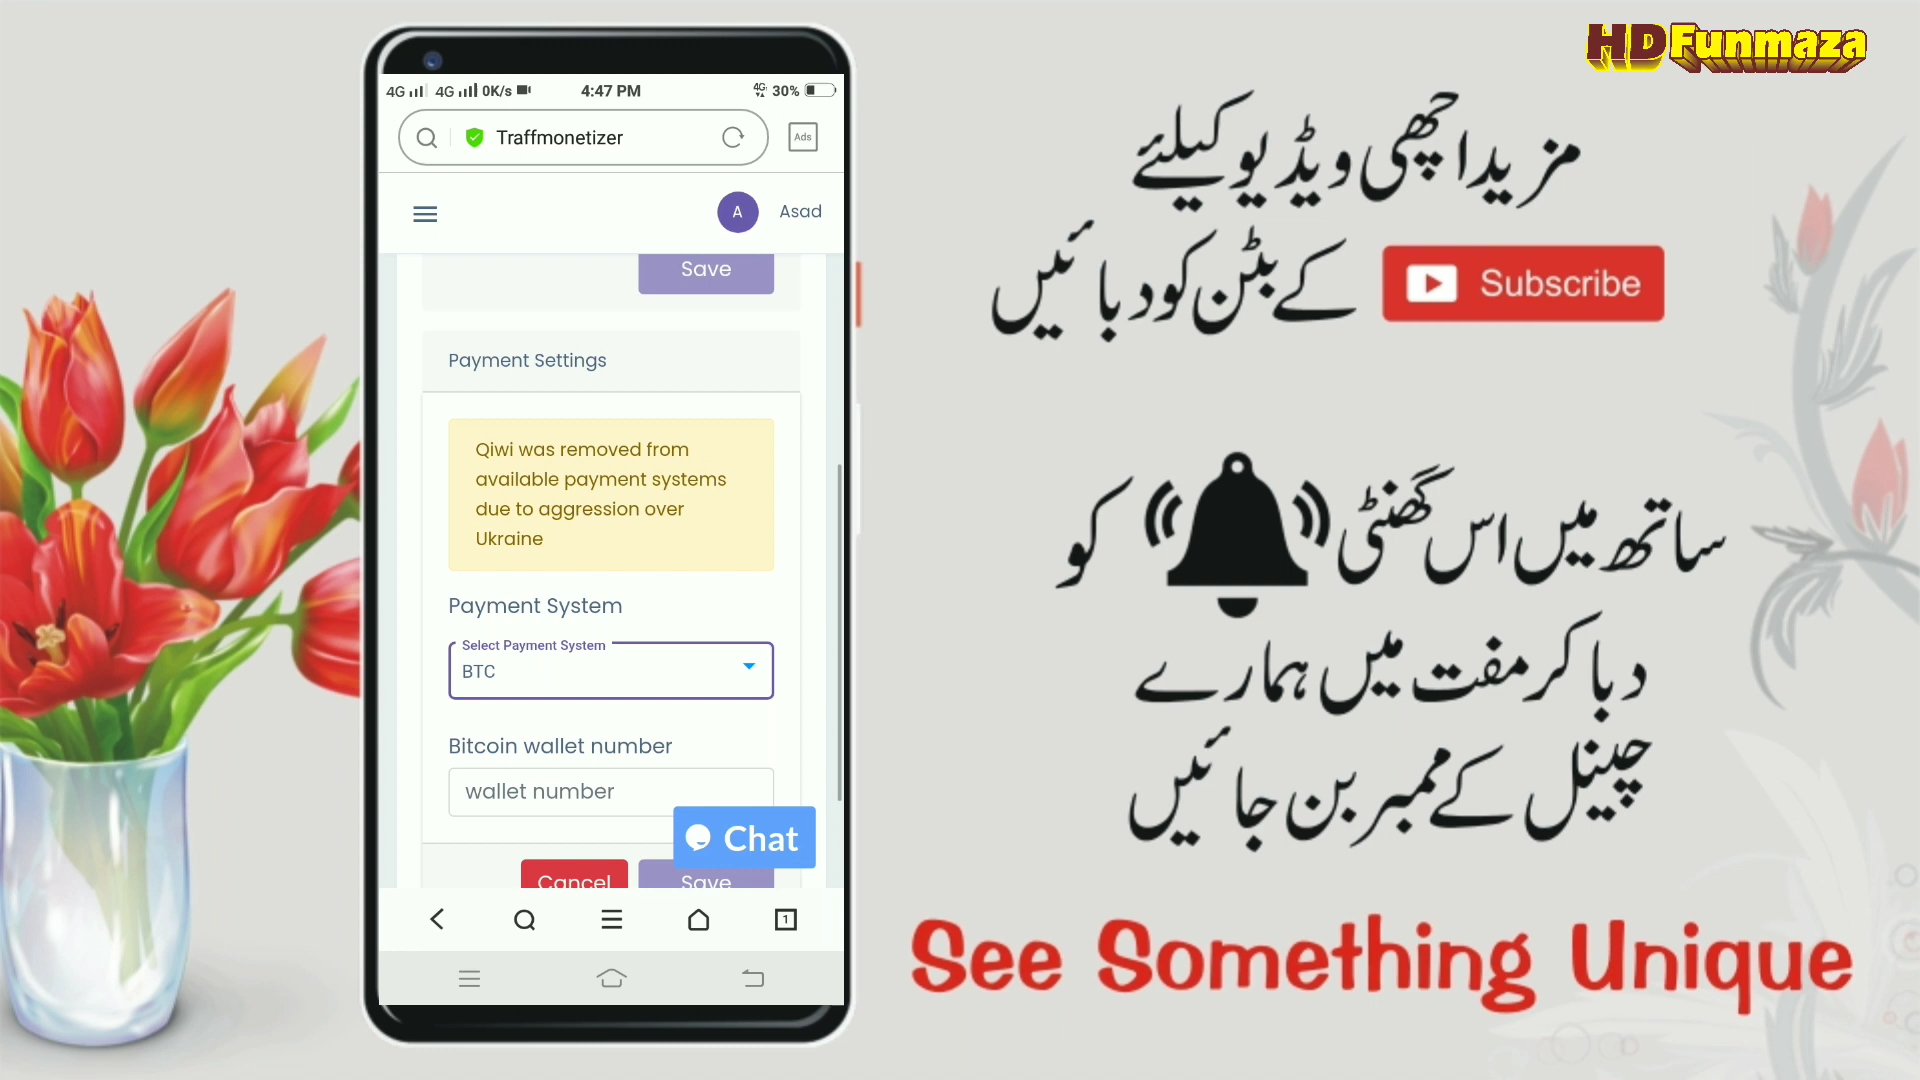 HD Funmaza
4G 4G 0K/s 4:47 PM 4G 30%
Traffmonetizer
Ads
A Asad
Save
Payment Settings
Qiwi was removed from
available payment systems
due to aggression over
Ukraine
Payment System
Select Payment System
BTC
Bitcoin wallet number
wallet number
Chat
Cancel Save
1
مزید اچھی ویڈیو کیلئے
Subscribe کے بٹن کو دبائیں
ساتھ میں اس گھنٹی کو
دبا کر مفت میں ہمارے
چینل کے ممبر بن جائیں
See Something Unique